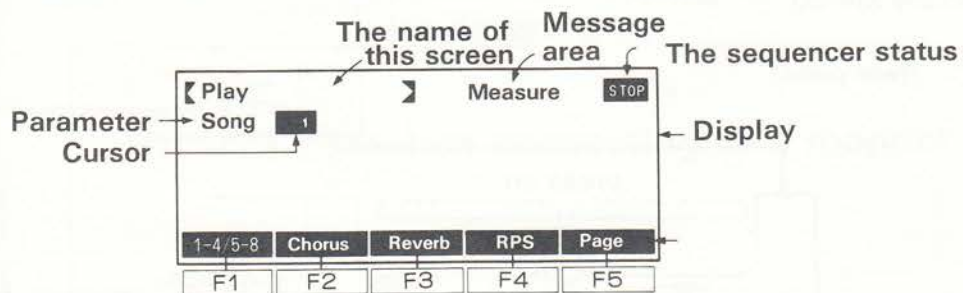 The name of this screen
Message area
The sequencer status
【 Play 】 Measure STOP
Parameter Song 1
Cursor
Display
1-4/5-8 Chorus Reverb RPS Page
F1 F2 F3 F4 F5